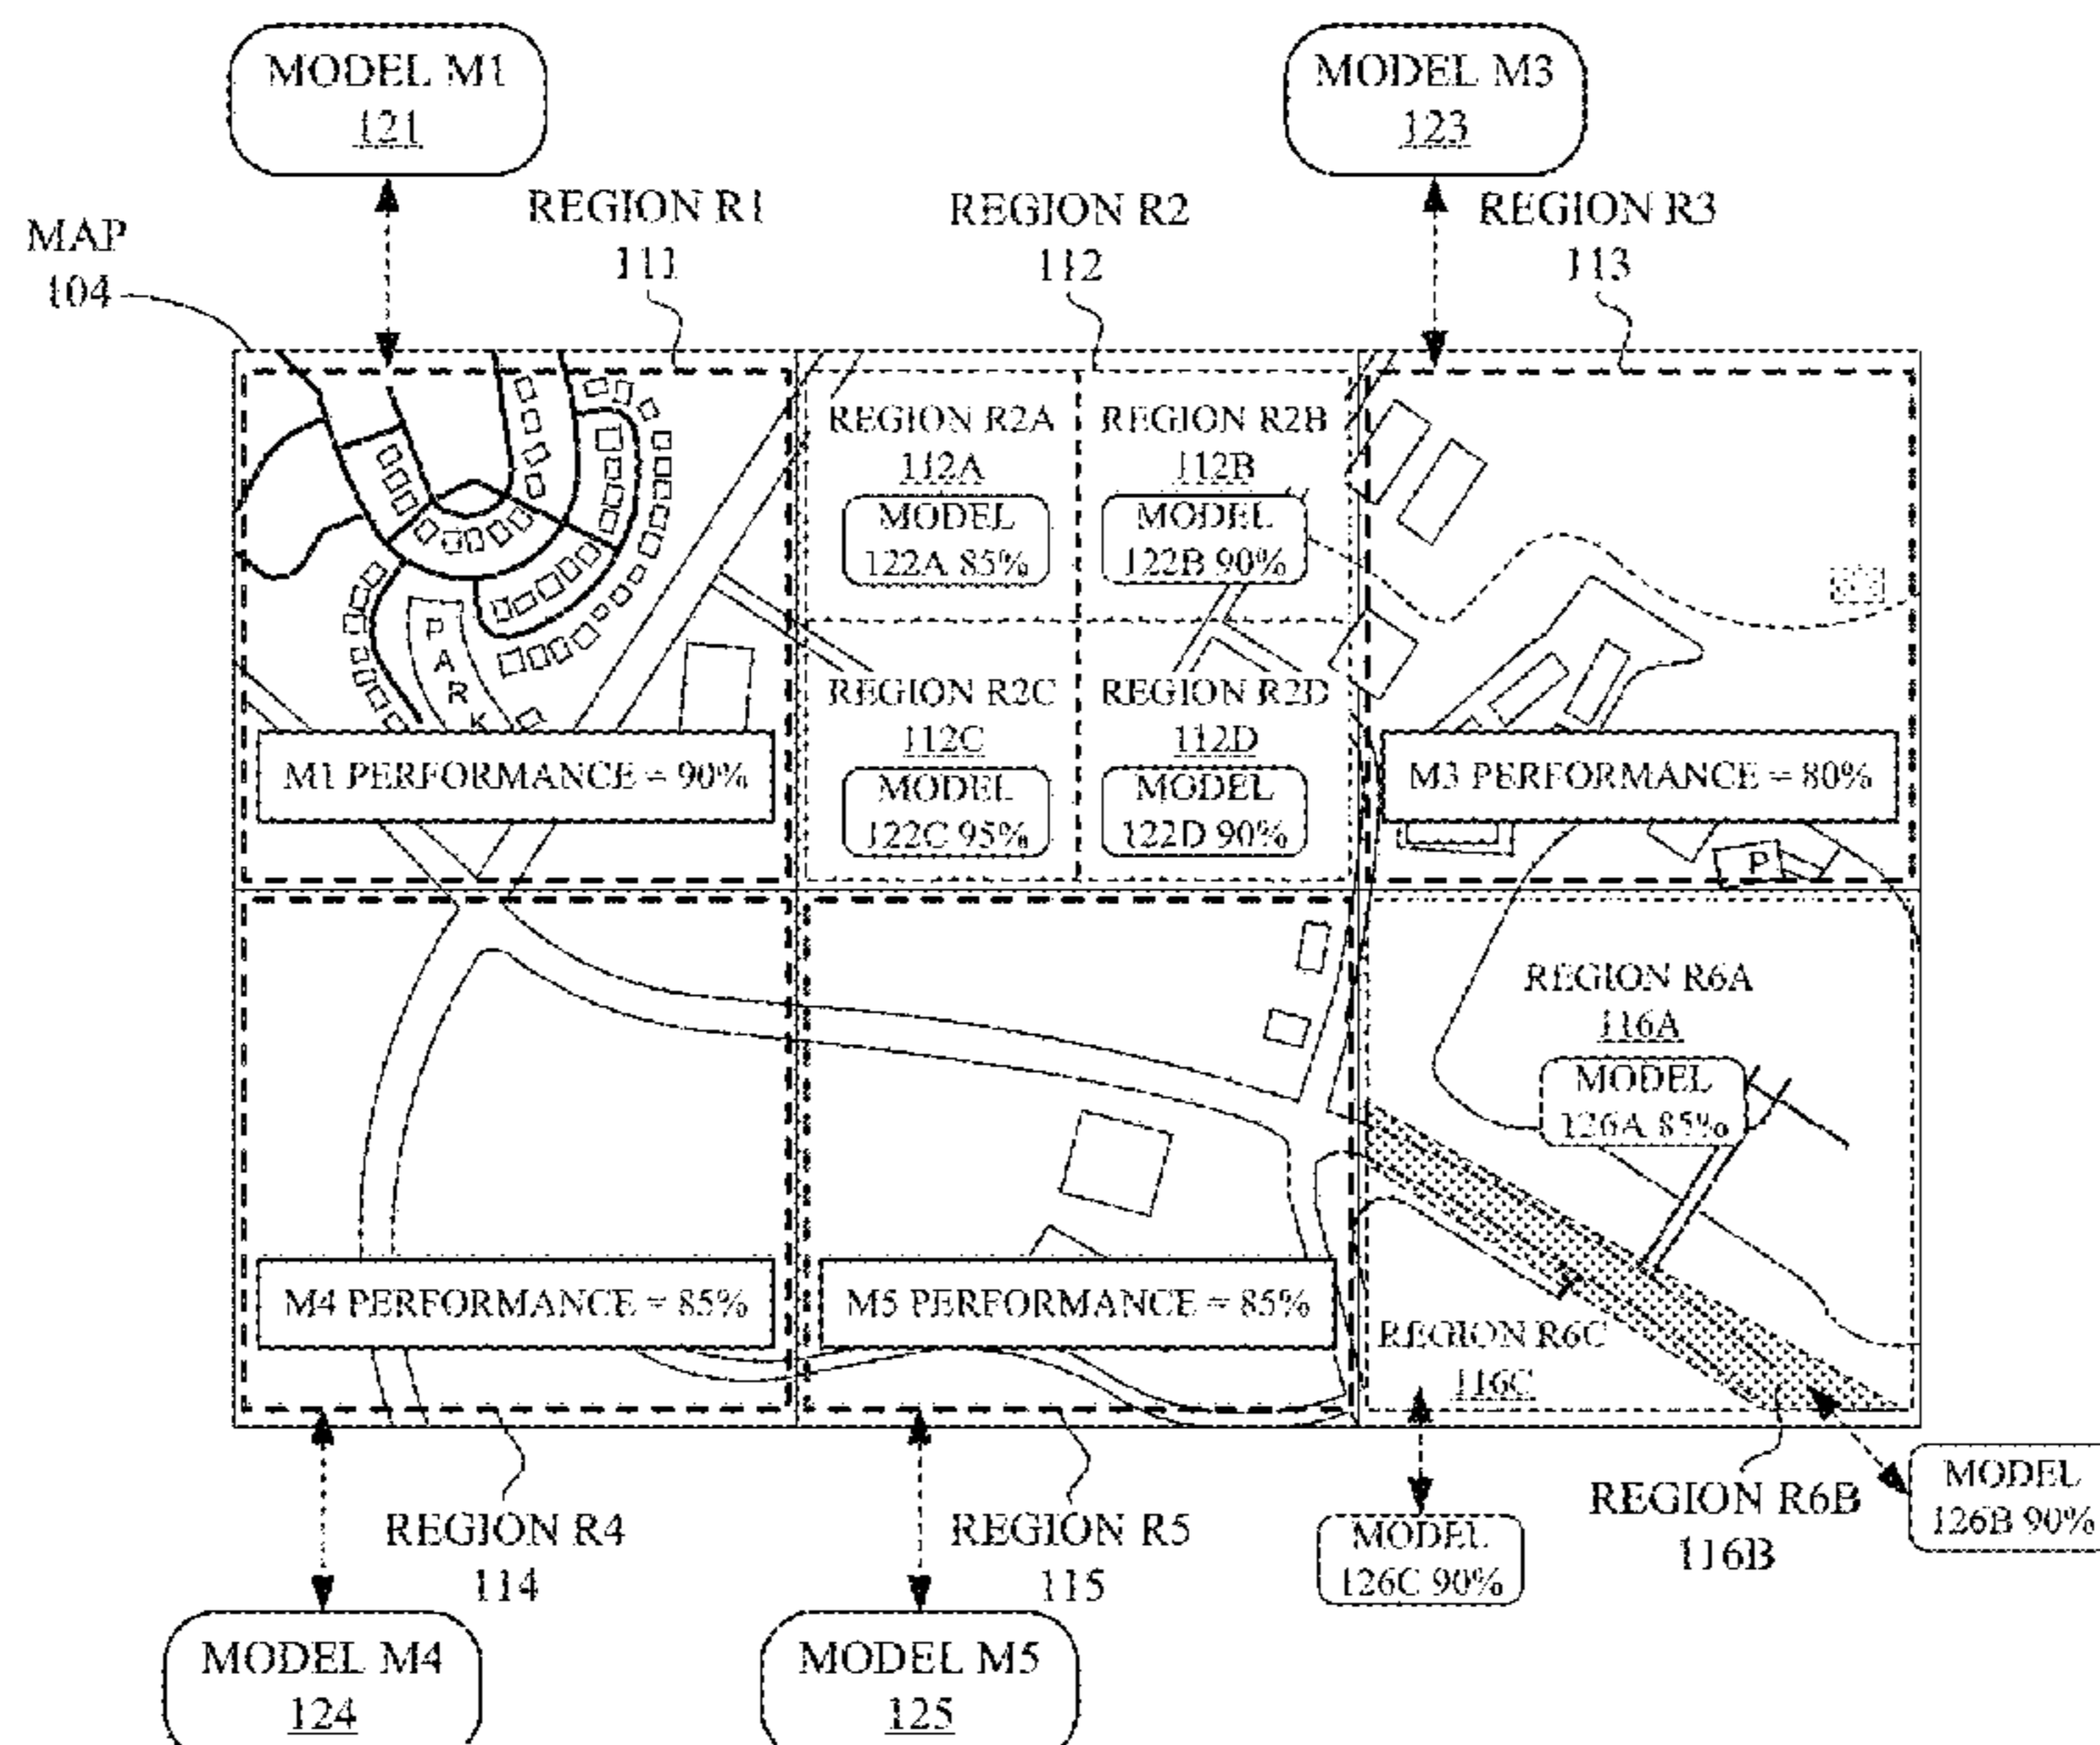 MODEL M1
121
MODEL M3
123
MAP
104
REGION R1
111
REGION R2
112
REGION R3
113
REGION R2A
112A
MODEL
122A 85%
REGION R2B
112B
MODEL
122B 90%
PARK
REGION R2C
112C
MODEL
122C 95%
REGION R2D
112D
MODEL
122D 90%
M1 PERFORMANCE = 90%
M3 PERFORMANCE = 80%
P
REGION R6A
116A
MODEL
126A 85%
M4 PERFORMANCE = 85%
M5 PERFORMANCE = 85%
REGION R6C
116C
REGION R4
114
REGION R5
115
MODEL
126C 90%
REGION R6B
116B
MODEL
126B 90%
MODEL M4
124
MODEL M5
125